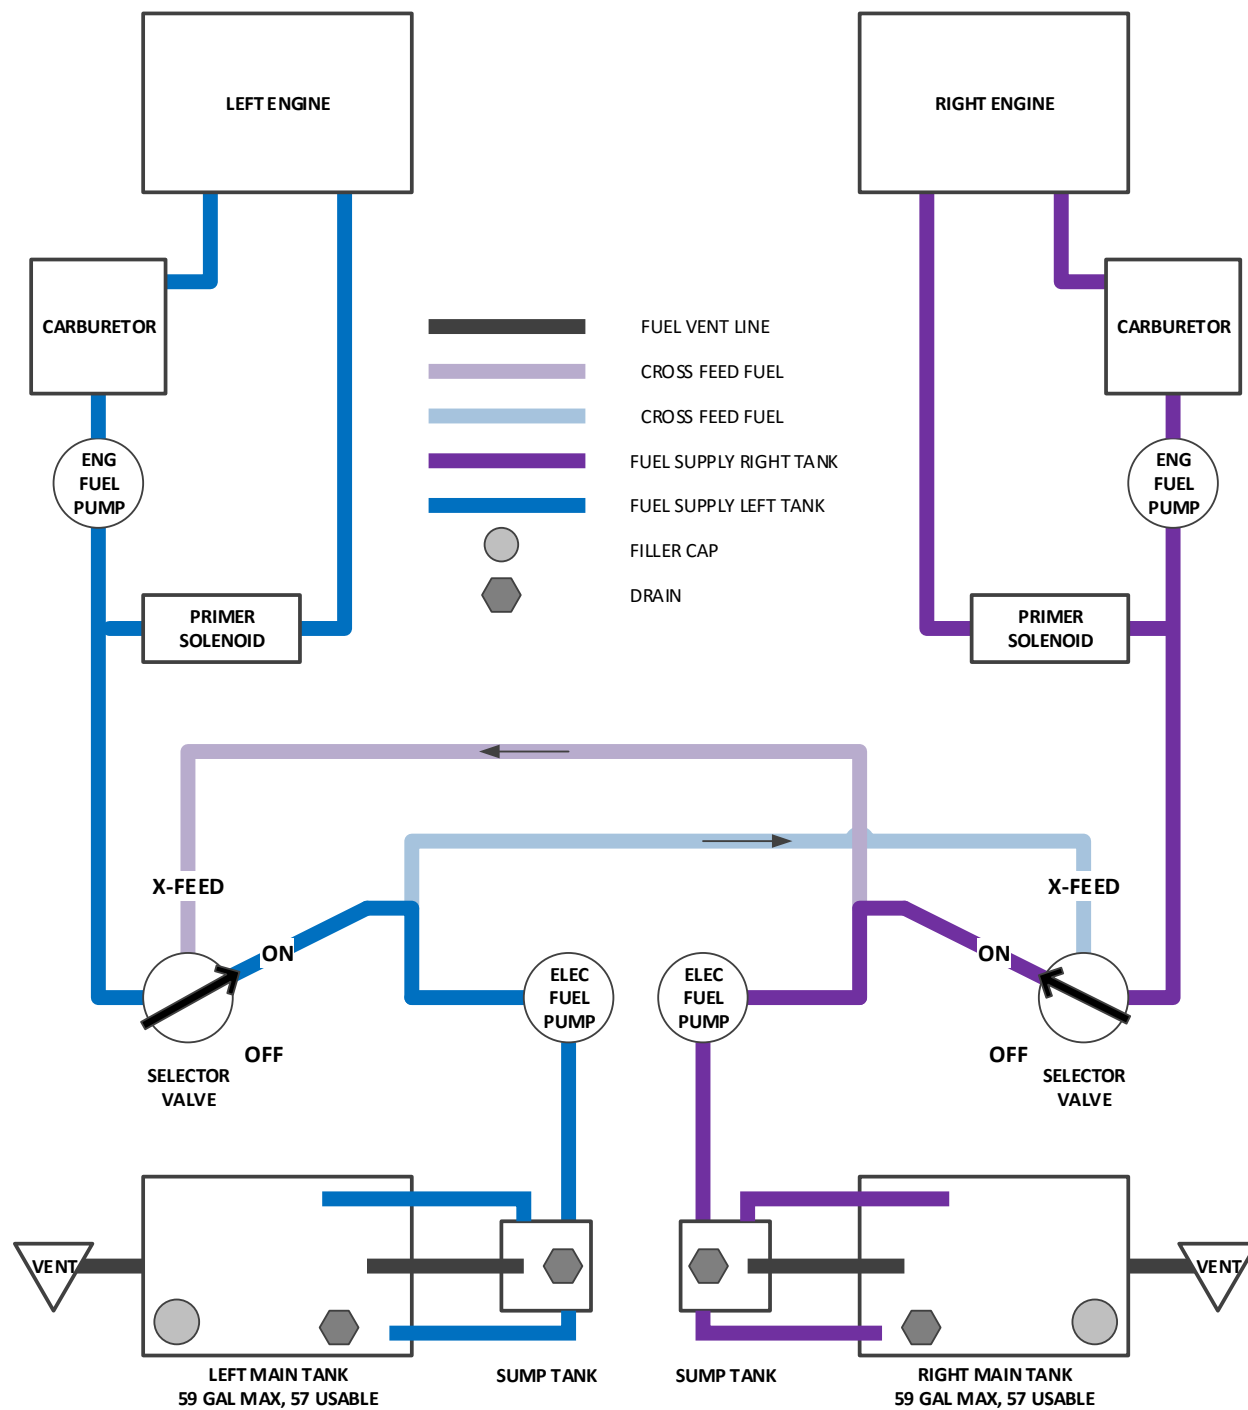 LEFT ENGINE
RIGHT ENGINE
CARBURETOR
CARBURETOR
FUEL VENT LINE
CROSS FEED FUEL
CROSS FEED FUEL
FUEL SUPPLY RIGHT TANK
FUEL SUPPLY LEFT TANK
FILLER CAP
DRAIN
ENG
FUEL
PUMP
ENG
FUEL
PUMP
PRIMER
SOLENOID
PRIMER
SOLENOID
X-FEED
X-FEED
ON
ON
ELEC
FUEL
PUMP
ELEC
FUEL
PUMP
OFF
OFF
SELECTOR
VALVE
SELECTOR
VALVE
VENT
VENT
LEFT MAIN TANK
59 GAL MAX, 57 USABLE
SUMP TANK
SUMP TANK
RIGHT MAIN TANK
59 GAL MAX, 57 USABLE